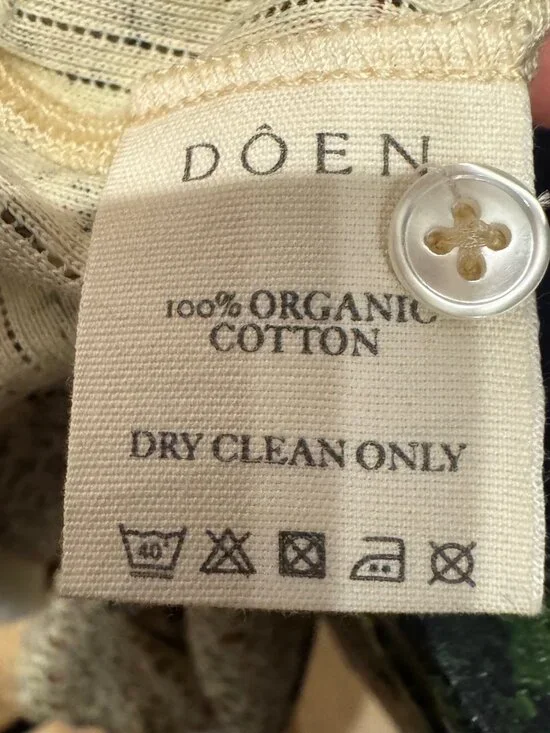 DÔEN
100% ORGANIC
COTTON
DRY CLEAN ONLY
40°